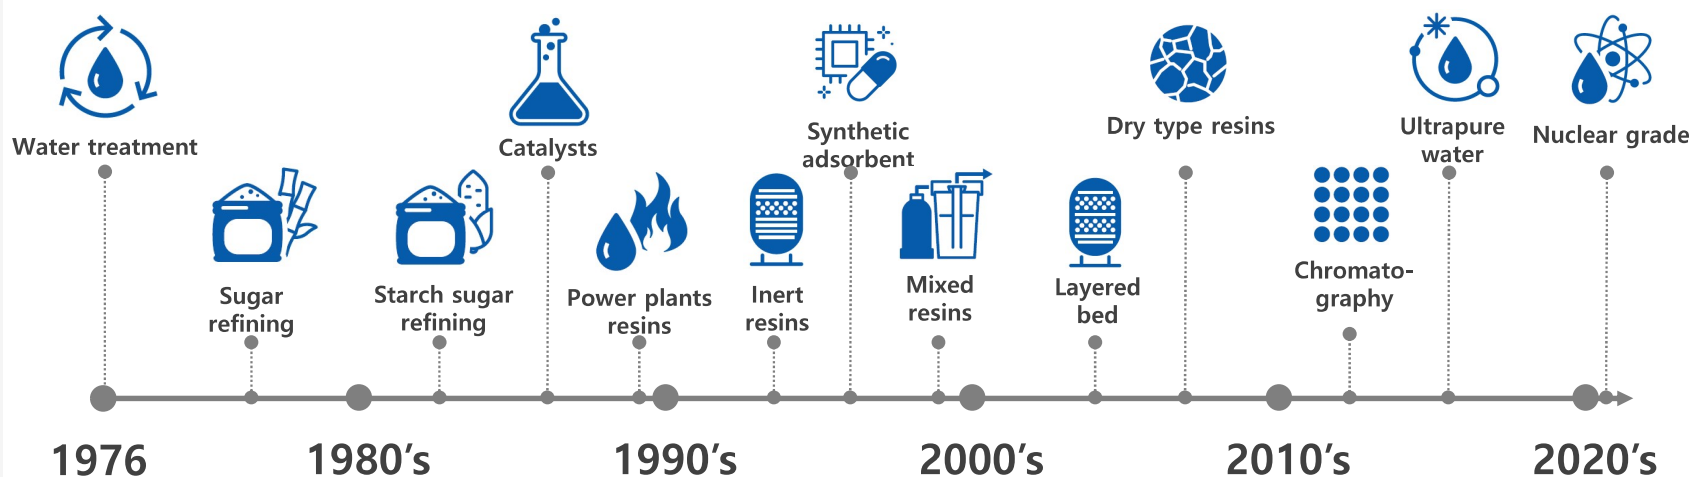 Water treatment
Sugar
refining
Starch sugar
refining
Catalysts
Power plants
resins
Inert
resins
Synthetic
adsorbent
Mixed
resins
Layered
bed
Dry type resins
Chromato-
graphy
Ultrapure
water
Nuclear grade
1976
1980's
1990's
2000's
2010's
2020's